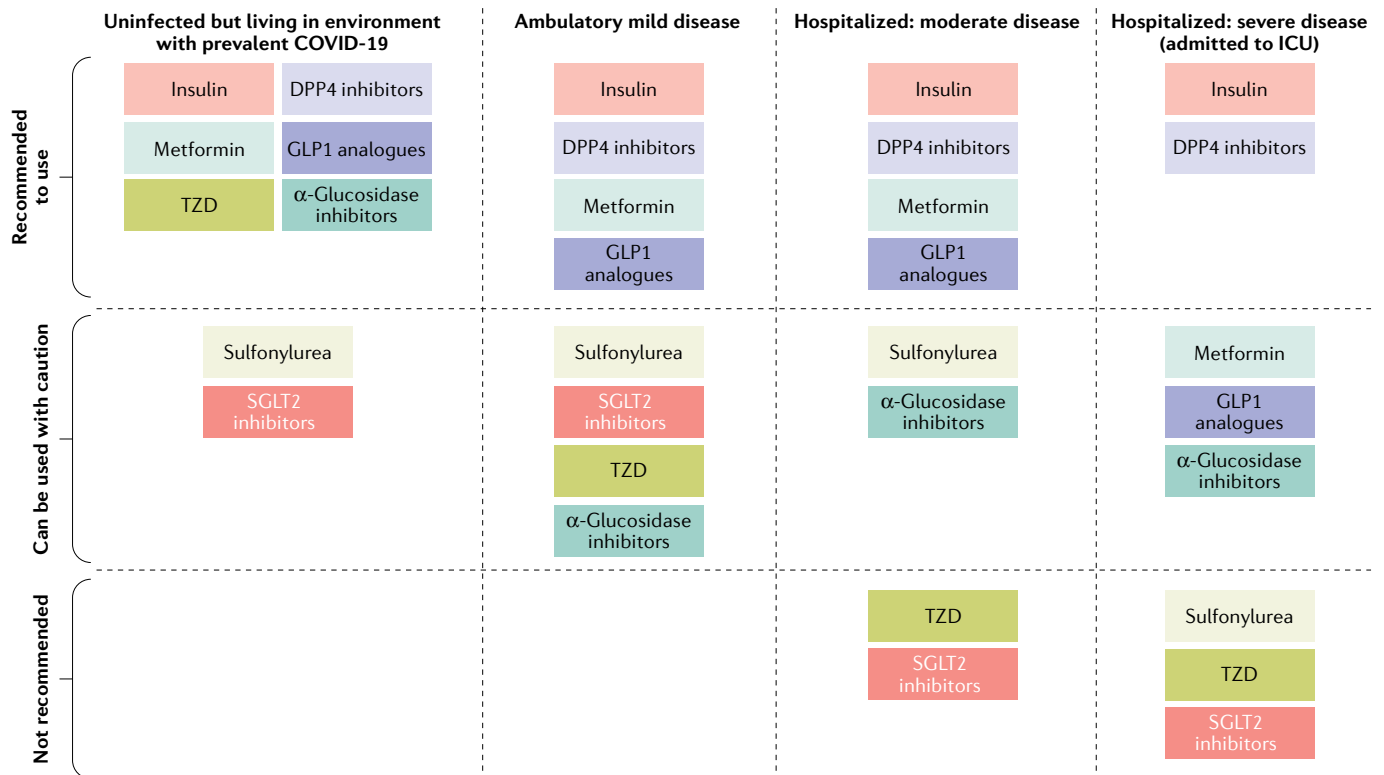 Uninfected but living in environment
with prevalent COVID-19
Ambulatory mild disease
Hospitalized: moderate disease
Hospitalized: severe disease
(admitted to ICU)
Recommended
to use
Insulin
DPP4 inhibitors
Metformin
GLP1 analogues
TZD
α-Glucosidase
inhibitors
Insulin
DPP4 inhibitors
Metformin
GLP1
analogues
Insulin
DPP4 inhibitors
Metformin
GLP1
analogues
Insulin
DPP4 inhibitors
Can be used with caution
Sulfonylurea
SGLT2
inhibitors
Sulfonylurea
SGLT2
inhibitors
TZD
α-Glucosidase
inhibitors
Sulfonylurea
α-Glucosidase
inhibitors
Metformin
GLP1
analogues
α-Glucosidase
inhibitors
Not recommended
TZD
SGLT2
inhibitors
Sulfonylurea
TZD
SGLT2
inhibitors